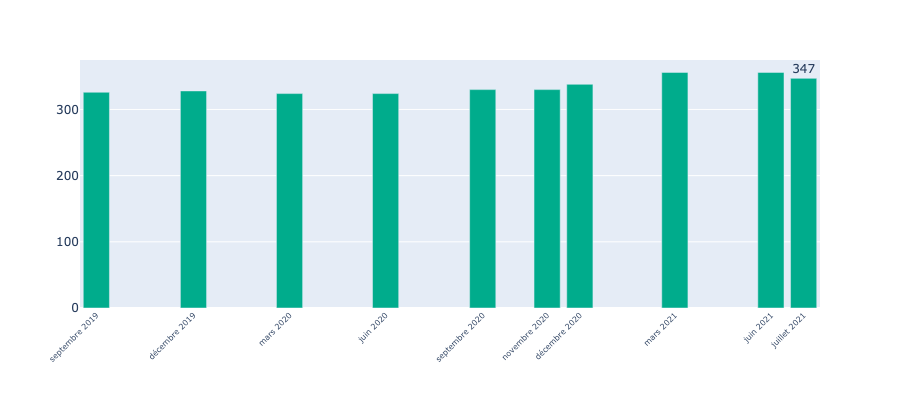 347
300
200
100
0
septembre 2019
décembre 2019
mars 2020
juin 2020
septembre 2020
novembre 2020
décembre 2020
mars 2021
juin 2021
juillet 2021